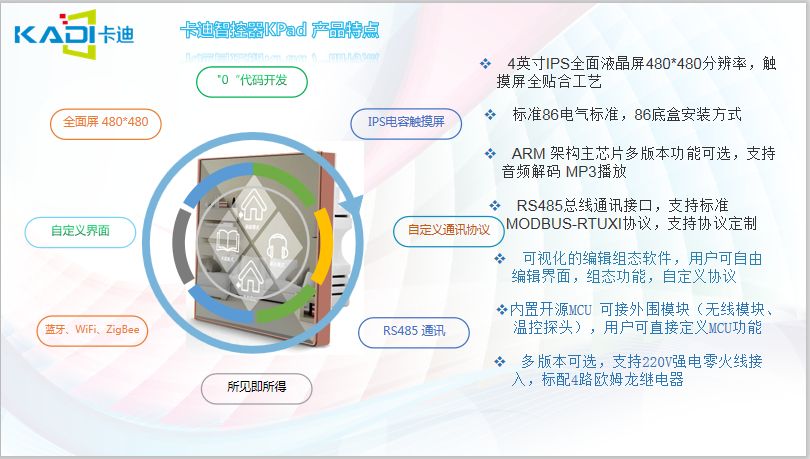 KADI卡迪
卡迪智控器KPad 产品特点
"0“代码开发
全面屏 480*480
IPS电容触摸屏
自定义界面
自定义通讯协议
蓝牙、WiFi、ZigBee
RS485 通讯
所见即所得
❖ 4英寸IPS全面液晶屏480*480分辨率，触
摸屏全贴合工艺
❖ 标准86电气标准，86底盒安装方式
❖ ARM 架构主芯片多版本功能可选，支持
音频解码 MP3播放
❖ RS485总线通讯接口，支持标准
MODBUS-RTUXI协议，支持协议定制
❖ 可视化的编辑组态软件，用户可自由
编辑界面，组态功能，自定义协议
❖内置开源MCU 可接外围模块（无线模块、
温控探头），用户可直接定义MCU功能
❖ 多版本可选，支持220V强电零火线接
入，标配4路欧姆龙继电器